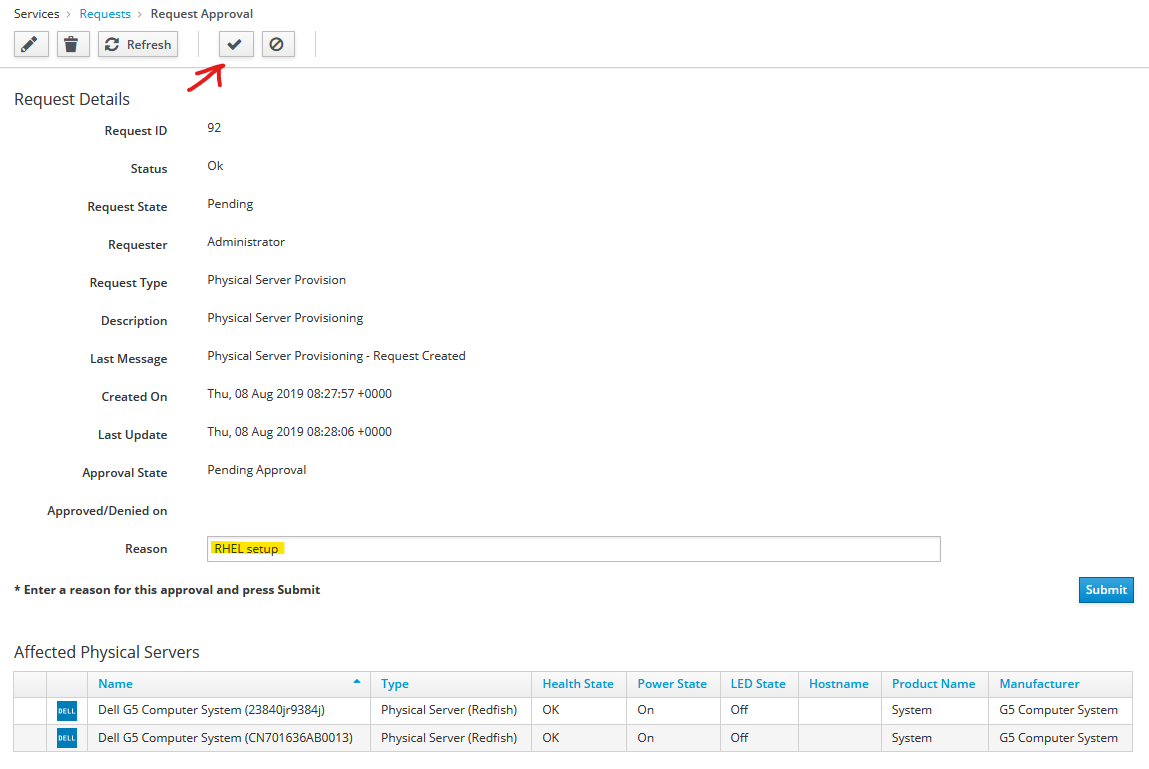 Services › Requests › Request Approval
Refresh
Request Details
Request ID 92
Status Ok
Request State Pending
Requester Administrator
Request Type Physical Server Provision
Description Physical Server Provisioning
Last Message Physical Server Provisioning - Request Created
Created On Thu, 08 Aug 2019 08:27:57 +0000
Last Update Thu, 08 Aug 2019 08:28:06 +0000
Approval State Pending Approval
Approved/Denied on
Reason RHEL setup
* Enter a reason for this approval and press Submit Submit
Affected Physical Servers
Name Type Health State Power State LED State Hostname Product Name Manufacturer
DELL Dell G5 Computer System (23840jr9384j) Physical Server (Redfish) OK On Off System G5 Computer System
DELL Dell G5 Computer System (CN701636AB0013) Physical Server (Redfish) OK On Off System G5 Computer System